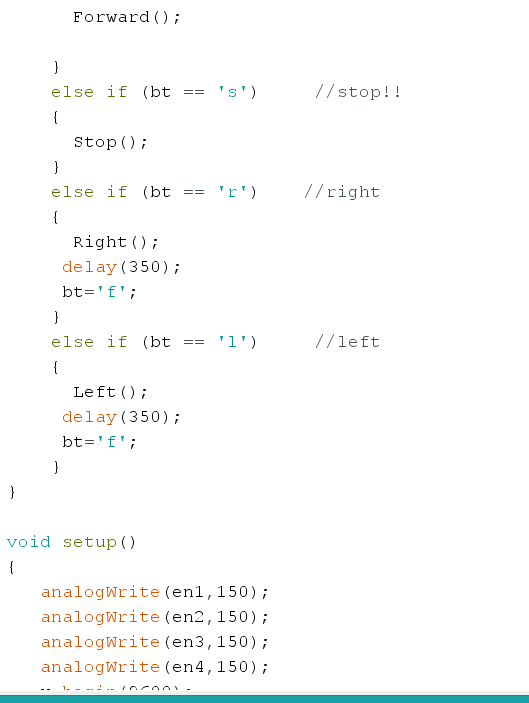 Forward();
}
else if (bt == 's')     //stop!!
{
Stop();
}
else if (bt == 'r')    //right
{
Right();
delay(350);
bt='f';
}
else if (bt == 'l')     //left
{
Left();
delay(350);
bt='f';
}
}
void setup()
{
analogWrite(en1,150);
analogWrite(en2,150);
analogWrite(en3,150);
analogWrite(en4,150);